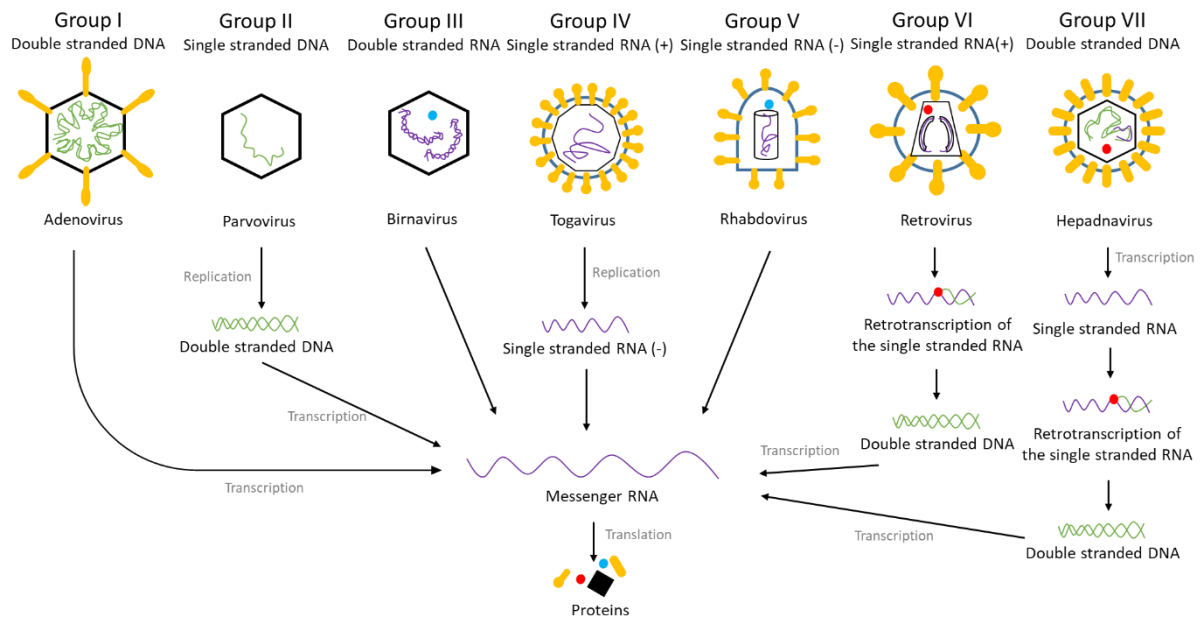 Group I
Double stranded DNA
Group II
Single stranded DNA
Group III
Double stranded RNA
Group IV
Single stranded RNA (+)
Group V
Single stranded RNA (-)
Group VI
Single stranded RNA(+)
Group VII
Double stranded DNA
Adenovirus
Parvovirus
Birnavirus
Togavirus
Rhabdovirus
Retrovirus
Hepadnavirus
Replication
Replication
Transcription
Double stranded DNA
Single stranded RNA (-)
Retrotranscription of
the single stranded RNA
Single stranded RNA
Transcription
Double stranded DNA
Retrotranscription of
the single stranded RNA
Transcription
Transcription
Messenger RNA
Translation
Transcription
Double stranded DNA
Proteins